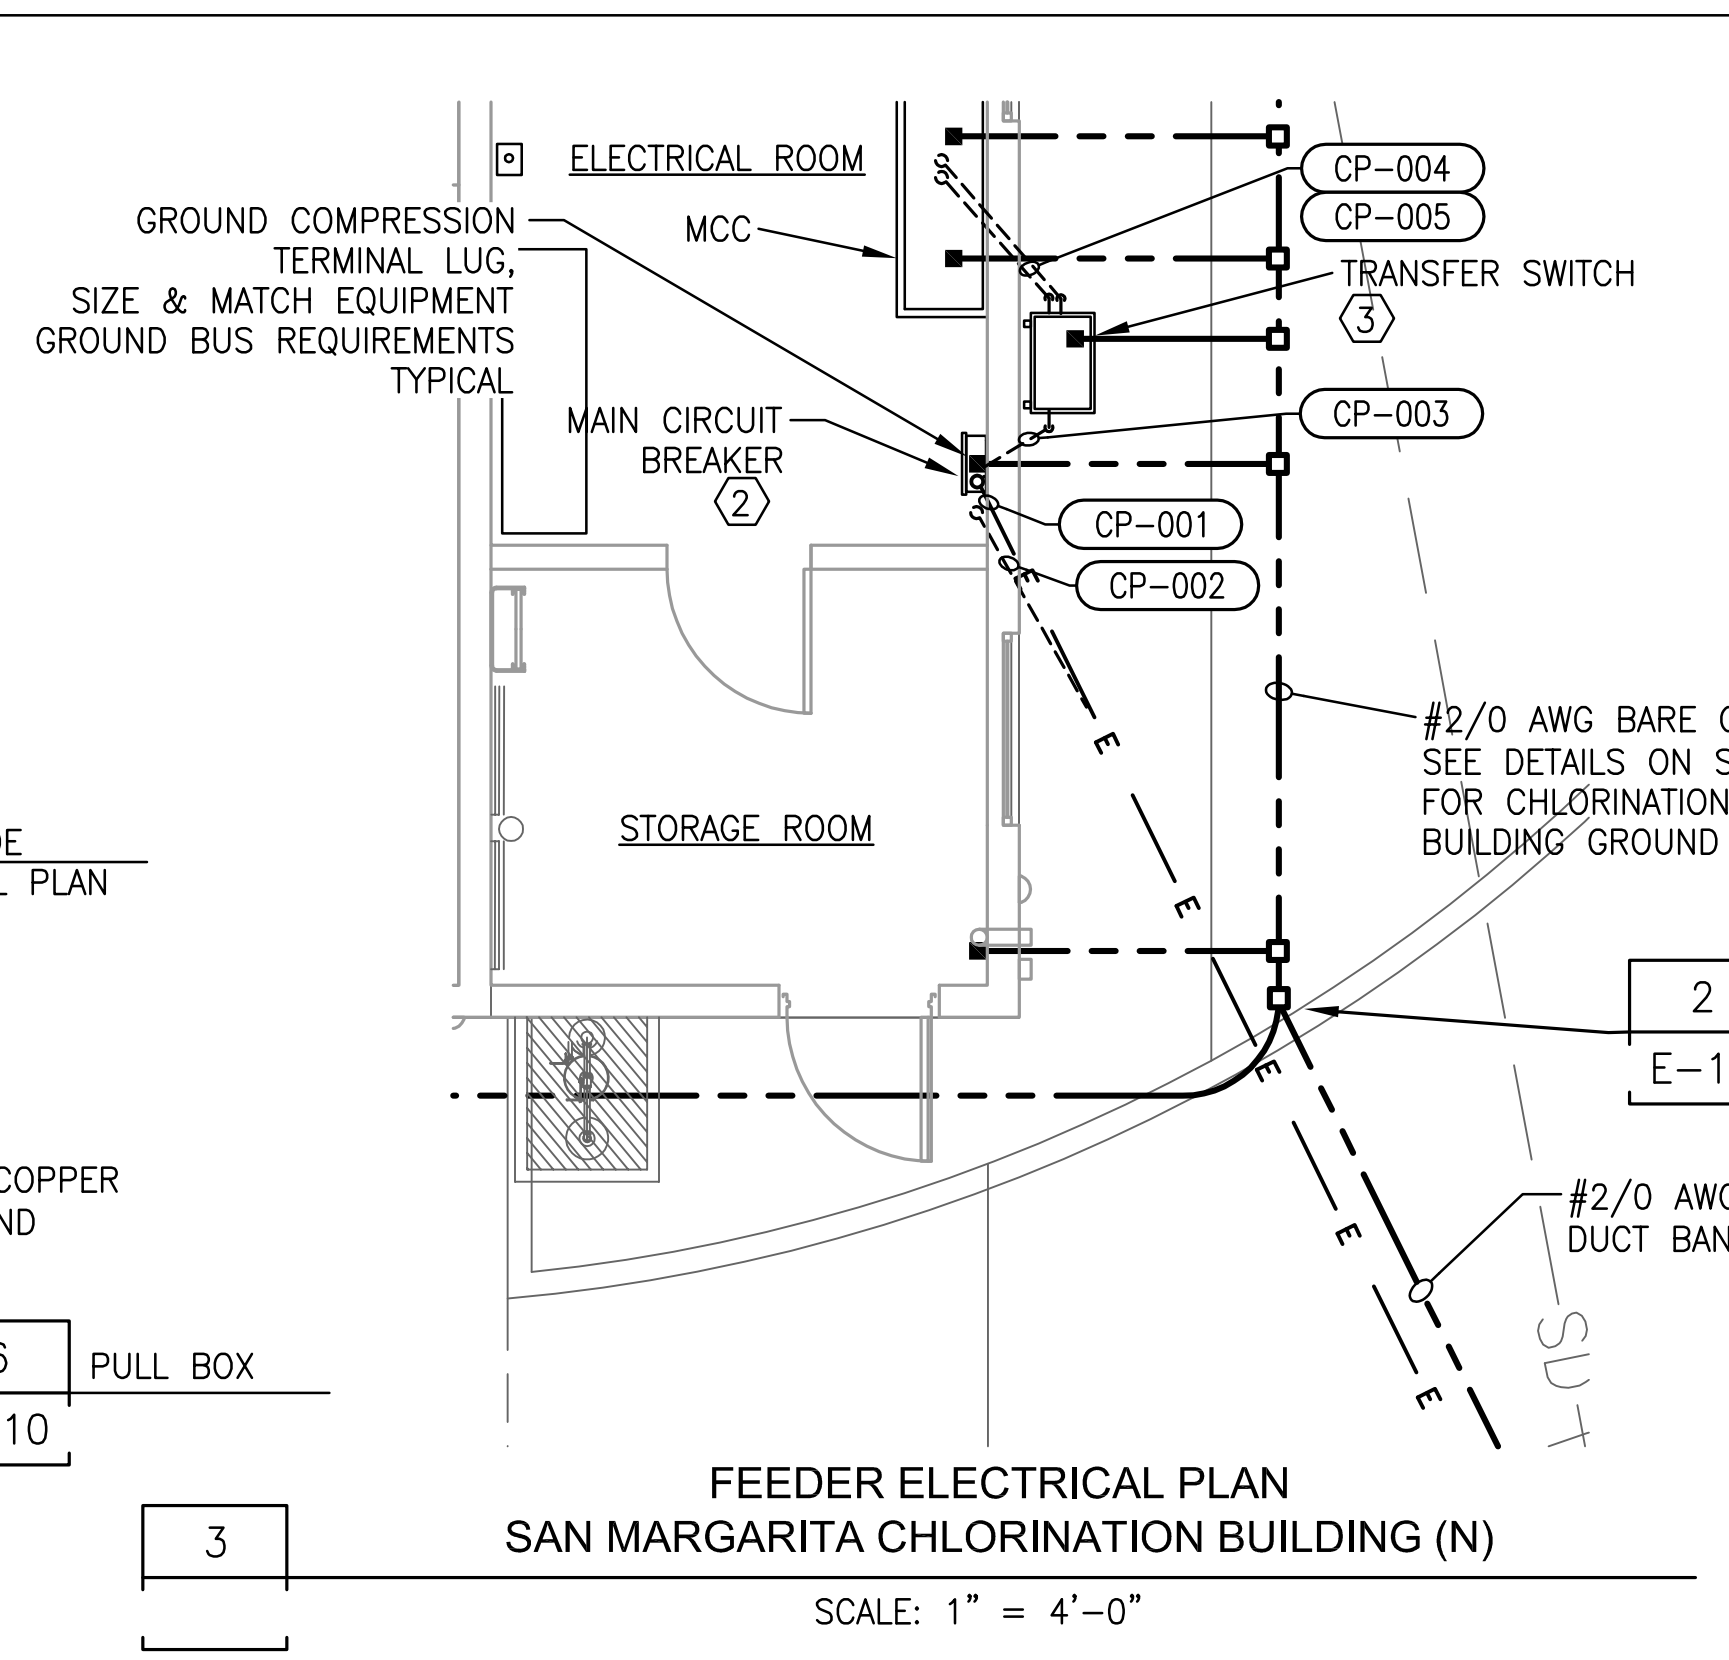 ELECTRICAL ROOM
CP-004
CP-005
GROUND COMPRESSION
TERMINAL LUG,
SIZE & MATCH EQUIPMENT
GROUND BUS REQUIREMENTS
TYPICAL
MCC
TRANSFER SWITCH
3
MAIN CIRCUIT
BREAKER
2
CP-003
CP-001
CP-002
E
E
E
E
E
E
#2/0 AWG BARE
SEE DETAILS ON
FOR CHLORINATION
BUILDING GROUND
STORAGE ROOM
PLAN
2
E-1
COPPER
#2/0 AWG
DUCT BAN
SD
PULL BOX
10
FEEDER ELECTRICAL PLAN
SAN MARGARITA CHLORINATION BUILDING (N)
3
SCALE: 1" = 4'-0"